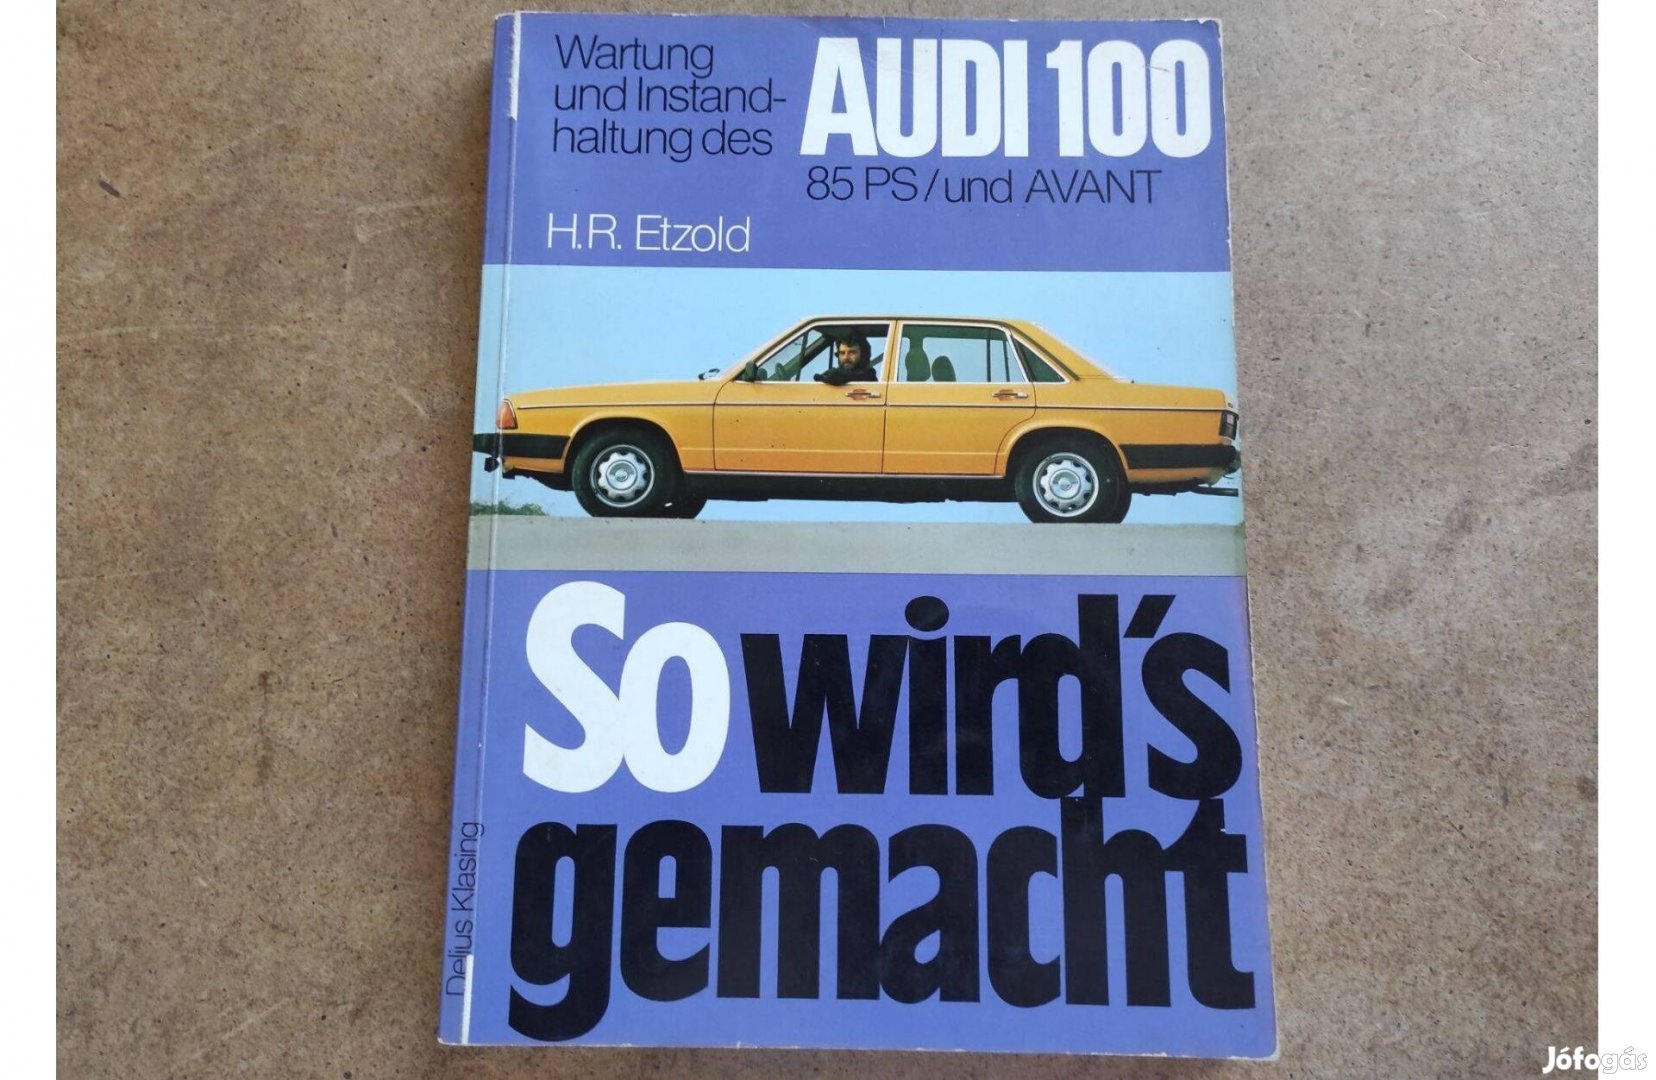 Wartung
und Instand-
haltung des
AUDI 100
85 PS/und AVANT
H.R. Etzold
So wird's
gemacht
Delius Klasing
Jófogás